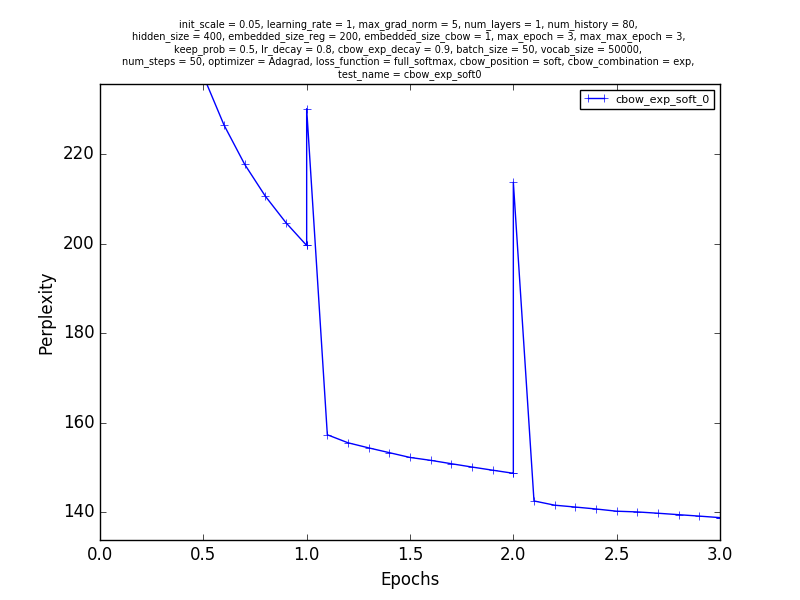 init_scale = 0.05, learning_rate = 1, max_grad_norm = 5, num_layers = 1, num_history = 80,
hidden_size = 400, embedded_size_reg = 200, embedded_size_cbow = 1, max_epoch = 3, max_max_epoch = 3,
keep_prob = 0.5, lr_decay = 0.8, cbow_exp_decay = 0.9, batch_size = 50, vocab_size = 50000,
num_steps = 50, optimizer = Adagrad, loss_function = full_softmax, cbow_position = soft, cbow_combination = exp,
test_name = cbow_exp_soft0
cbow_exp_soft_0
220
200
180
160
140
Perplexity
0.0 0.5 1.0 1.5 2.0 2.5 3.0
Epochs